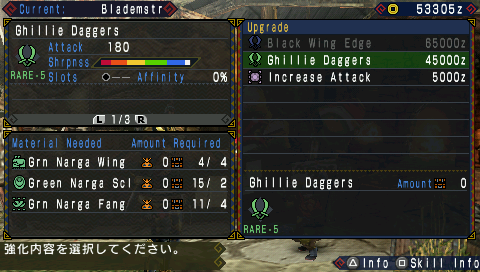 Current: Blademstr
53305z
Ghillie Daggers
Attack 180
Shrpnss
RARE-5 Slots ●－－ Affinity 0%
L 1/3 R
Upgrade
Black Wing Edge 65000z
Ghillie Daggers 45000z
Increase Attack 5000z
Material Needed Amount Required
Grn Narga Wing 0 4/ 4
Green Narga Scl 0 15/ 2
Grn Narga Fang 0 11/ 4
Ghillie Daggers Amount 0
RARE-5
強化内容を選択してください。
△ Info ○ Skill Info